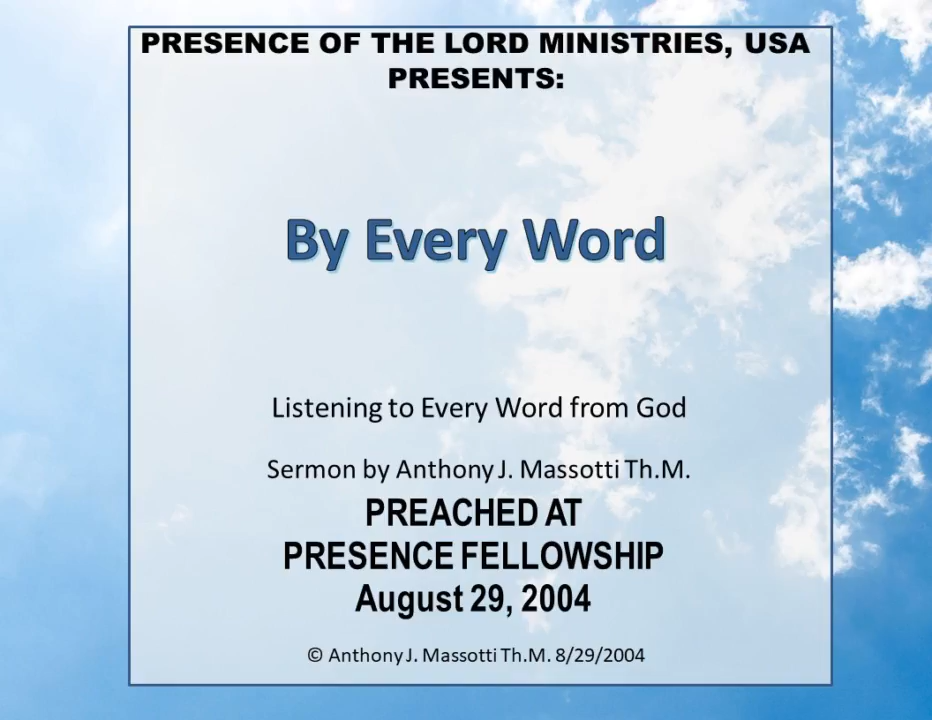 PRESENCE OF THE LORD MINISTRIES, USA
PRESENTS:
By Every Word
Listening to Every Word from God
Sermon by Anthony J. Massotti Th.M.
PREACHED AT
PRESENCE FELLOWSHIP
August 29, 2004
© Anthony J. Massotti Th.M. 8/29/2004